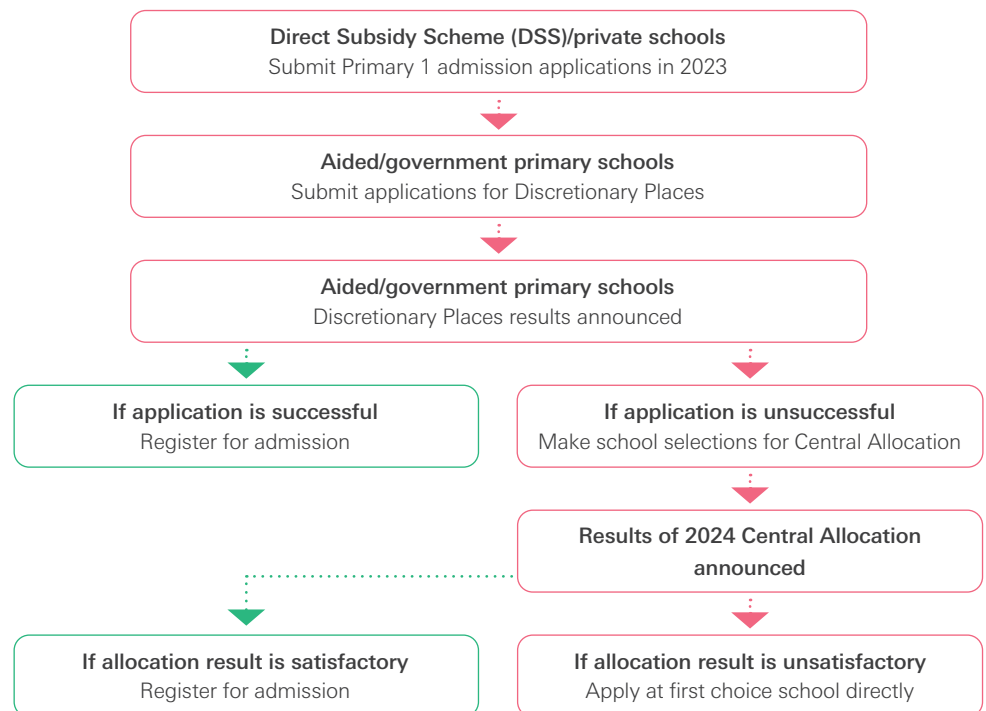 Direct Subsidy Scheme (DSS)/private schools
Submit Primary 1 admission applications in 2023
Aided/government primary schools
Submit applications for Discretionary Places
Aided/government primary schools
Discretionary Places results announced
If application is successful
Register for admission
If application is unsuccessful
Make school selections for Central Allocation
Results of 2024 Central Allocation
announced
If allocation result is satisfactory
Register for admission
If allocation result is unsatisfactory
Apply at first choice school directly